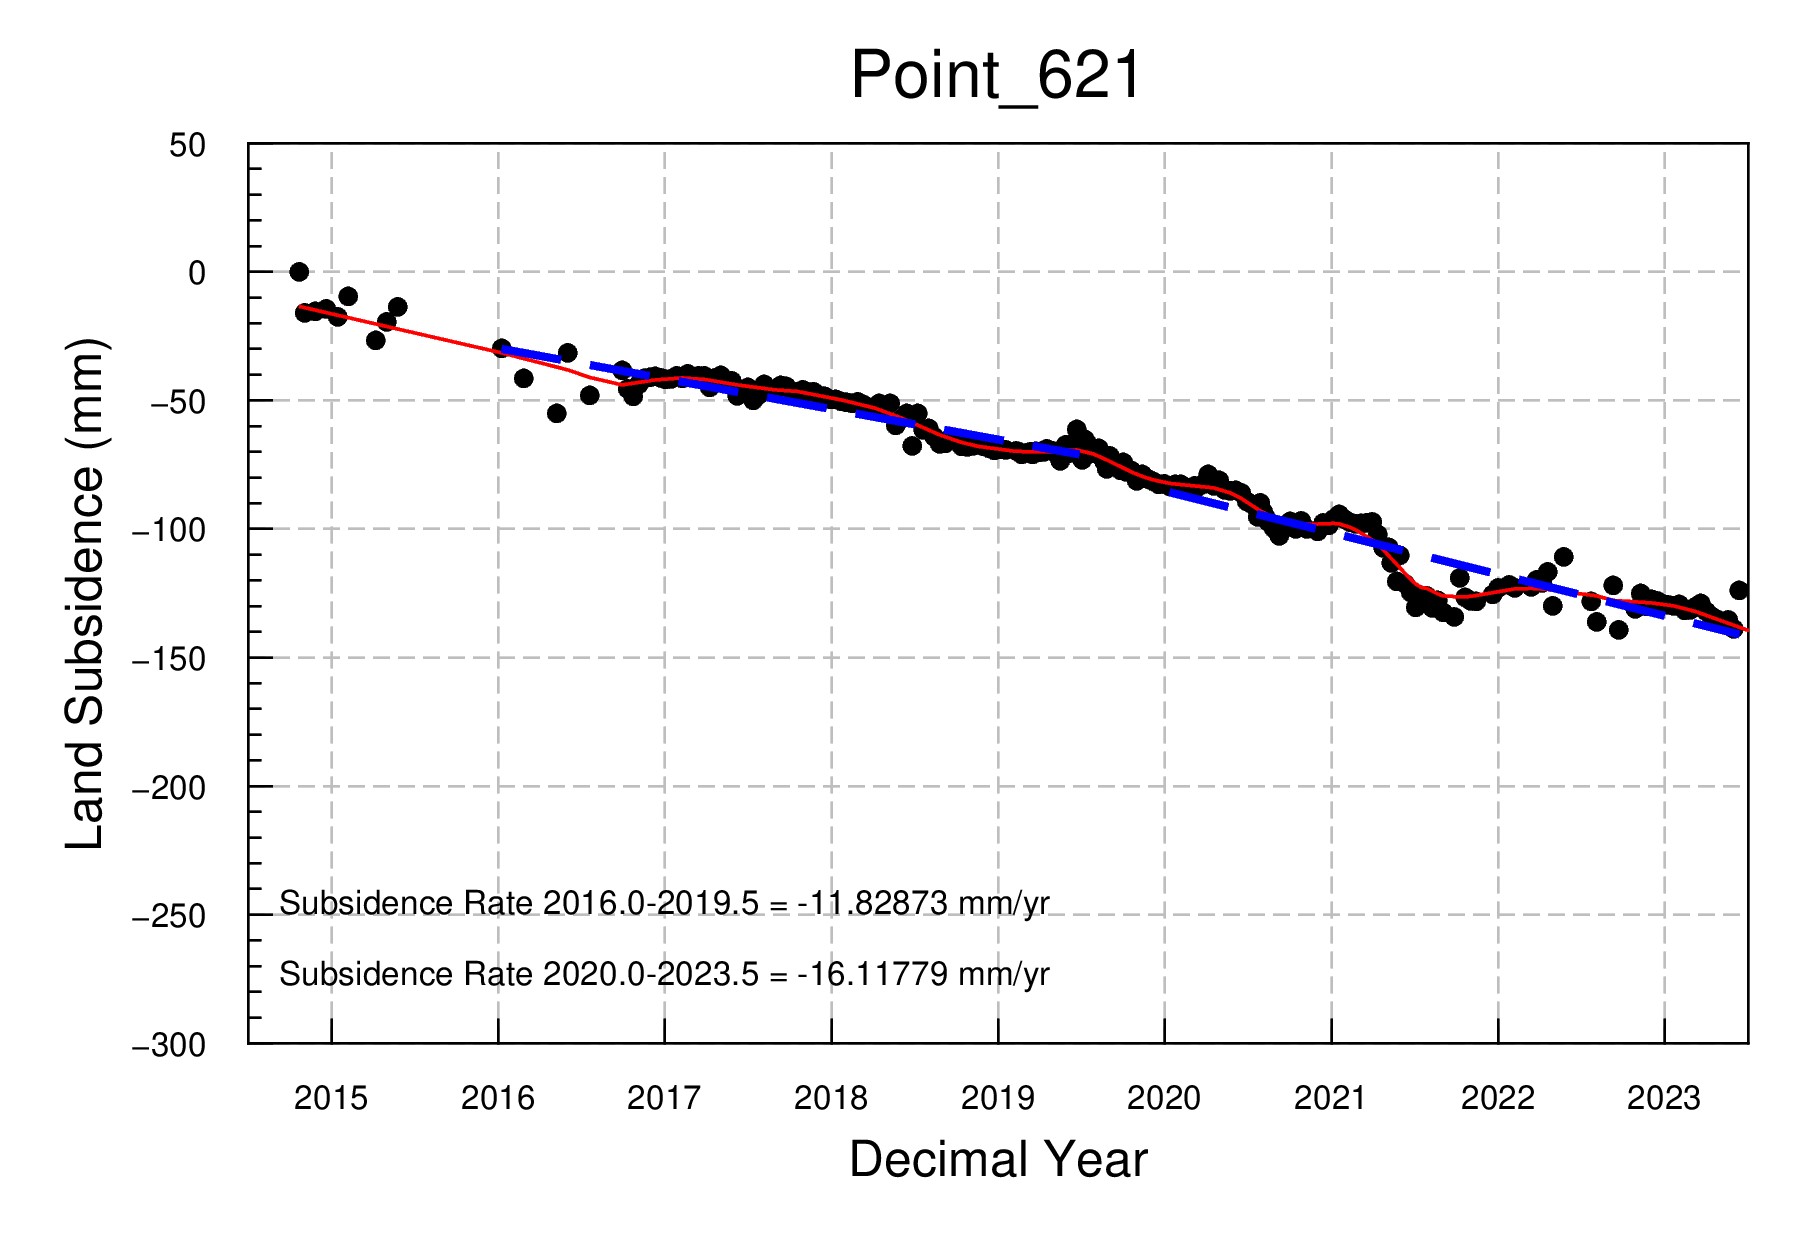 Point_621
50
0
−50
−100
−150
−200
−250
−300
Land Subsidence (mm)
Subsidence Rate 2016.0-2019.5 = -11.82873 mm/yr
Subsidence Rate 2020.0-2023.5 = -16.11779 mm/yr
2015 2016 2017 2018 2019 2020 2021 2022 2023
Decimal Year